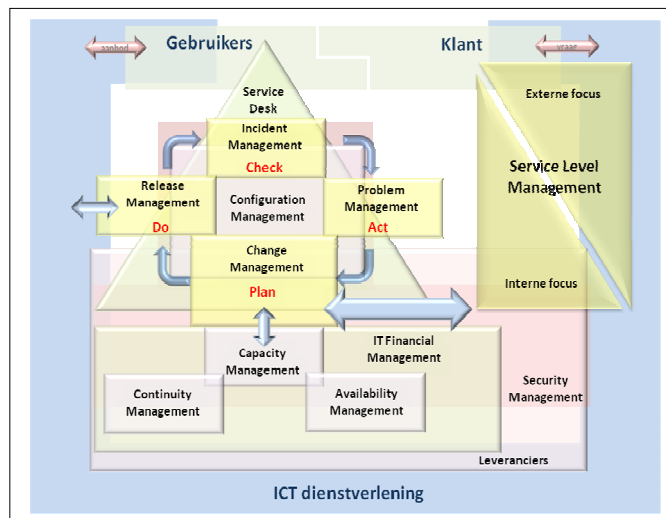 Gebruikers
Klant
aanbod
vraag
Service
Desk
Externe focus
Incident
Management
Check
Service Level
Management
Release
Management
Do
Configuration
Management
Problem
Management
Act
Change
Management
Plan
Interne focus
IT Financial
Management
Capacity
Management
Security
Management
Continuity
Management
Availability
Management
Leveranciers
ICT dienstverlening